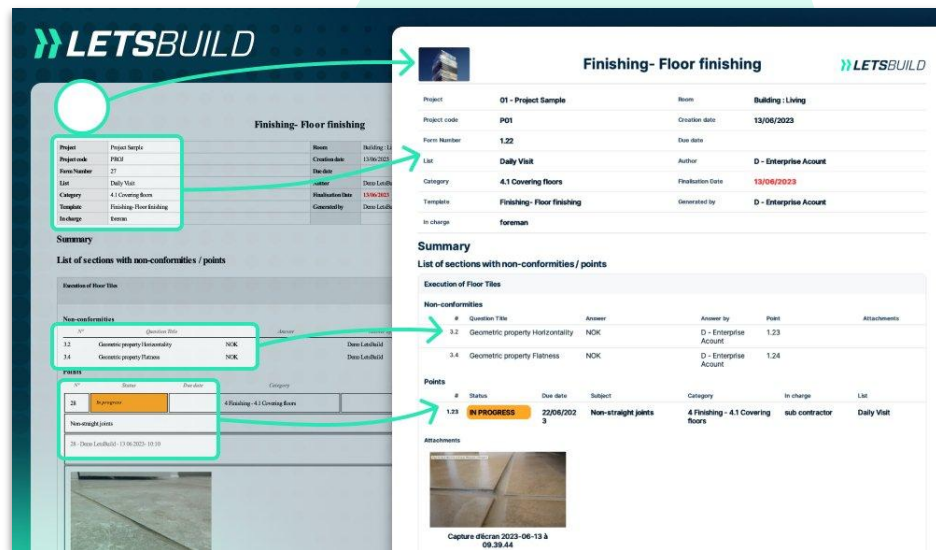 LETSBUILD
Finishing- Floor finishing
Project Project Sarple Room Building : Li
Project code PROJ Creation date 13/06/2023
Form Number 27 Due date
List Daily Visit Author Demo LetsBu
Category 4.1 Covering floors Finalisation Date 13/06/2023
Template Finishing- Floor finishing Generated by Demo LetsBu
In charge foreman
Summary
List of sections with non-conformities / points
Execution of Floor Tiles
Non-conformities
N° Question Title Answer
3.2 Geometric property Horizontality NOK Demo LetsBuild
3.4 Geometric property Flatness NOK Demo LetsBuild
Points
N° Status Due date Category
28 In progress 4 Finishing - 4.1 Covering floors
Non-straight joints
28 - Demo LetsBuild - 13 06 2023 - 10:10
Finishing- Floor finishing
LETSBUILD
Project 01 - Project Sample Room Building : Living
Project code P01 Creation date 13/06/2023
Form Number 1.22 Due date
List Daily Visit Author D - Enterprise Acount
Category 4.1 Covering floors Finalisation Date 13/06/2023
Template Finishing- Floor finishing Generated by D - Enterprise Acount
In charge foreman
Summary
List of sections with non-conformities / points
Execution of Floor Tiles
Non-conformities
# Question Title Answer Answer by Point Attachments
3.2 Geometric property Horizontality NOK D - Enterprise Acount 1.23
3.4 Geometric property Flatness NOK D - Enterprise Acount 1.24
Points
# Status Due date Subject Category In charge List
1.23 IN PROGRESS 22/06/202 Non-straight joints 4 Finishing - 4.1 Covering sub contractor Daily Visit
3 floors
Attachments
Capture d'écran 2023-06-13 à
09.39.44